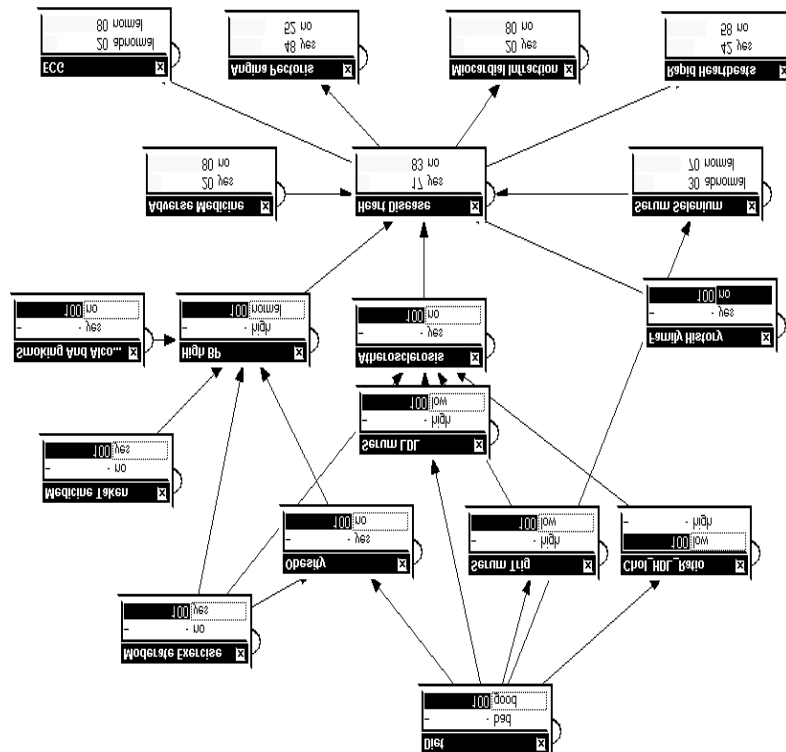 Diet
- bad
100 good
Moderate Exercise
- no
100 yes
Obesity
- yes
100 no
Serum Trig
- high
100 low
Chol_HDL_Ratio
100 low
- high
Medicine Taken
- no
100 yes
Serum LDL
- high
100 low
Smoking And Alco...
- yes
100 no
High BP
- high
100 normal
Atherosclerosis
- yes
100 no
Family History
- yes
100 no
Adverse Medicine
20 yes
80 no
Heart Disease
17 yes
83 no
Serum Selenium
30 abnormal
70 normal
ECG
20 abnormal
80 normal
Angina Pectoris
48 yes
52 no
Miocardial Infraction
20 yes
80 no
Rapid Heartbeats
42 yes
58 no